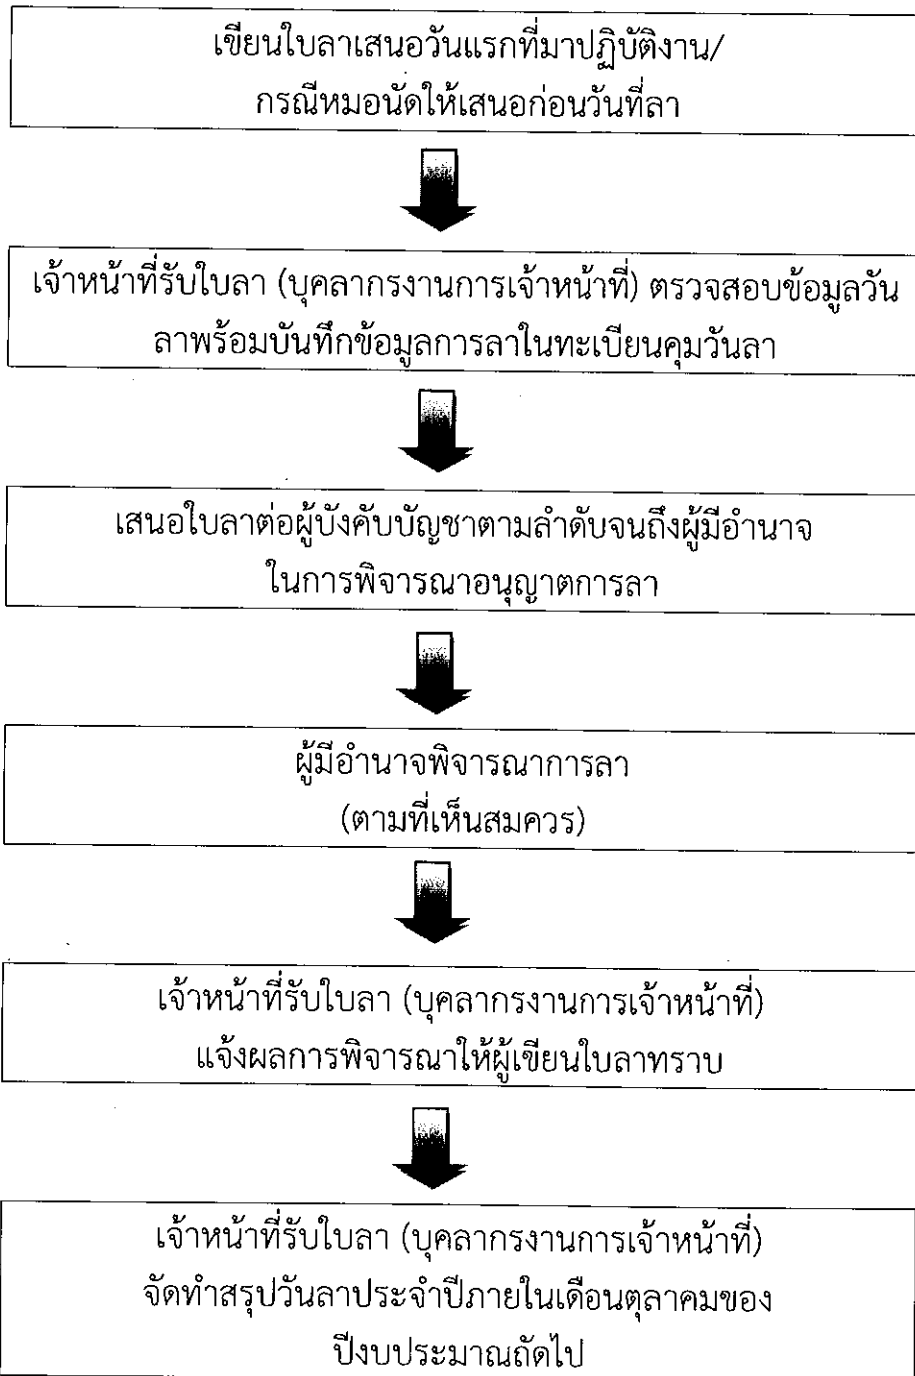 เขียนใบลาเสนอวันแรกที่มาปฏิบัติงาน/
กรณีหมอนัดให้เสนอก่อนวันที่ลา
เจ้าหน้าที่รับใบลา (บุคลากรงานการเจ้าหน้าที่) ตรวจสอบข้อมูลวัน
ลาพร้อมบันทึกข้อมูลการลาในทะเบียนคุมวันลา
เสนอใบลาต่อผู้บังคับบัญชาตามลำดับจนถึงผู้มีอำนาจ
ในการพิจารณาอนุญาตการลา
ผู้มีอำนาจพิจารณาการลา
(ตามที่เห็นสมควร)
เจ้าหน้าที่รับใบลา (บุคลากรงานการเจ้าหน้าที่)
แจ้งผลการพิจารณาให้ผู้เขียนใบลาทราบ
เจ้าหน้าที่รับใบลา (บุคลากรงานการเจ้าหน้าที่)
จัดทำสรุปวันลาประจำปีภายในเดือนตุลาคมของ
ปีงบประมาณถัดไป